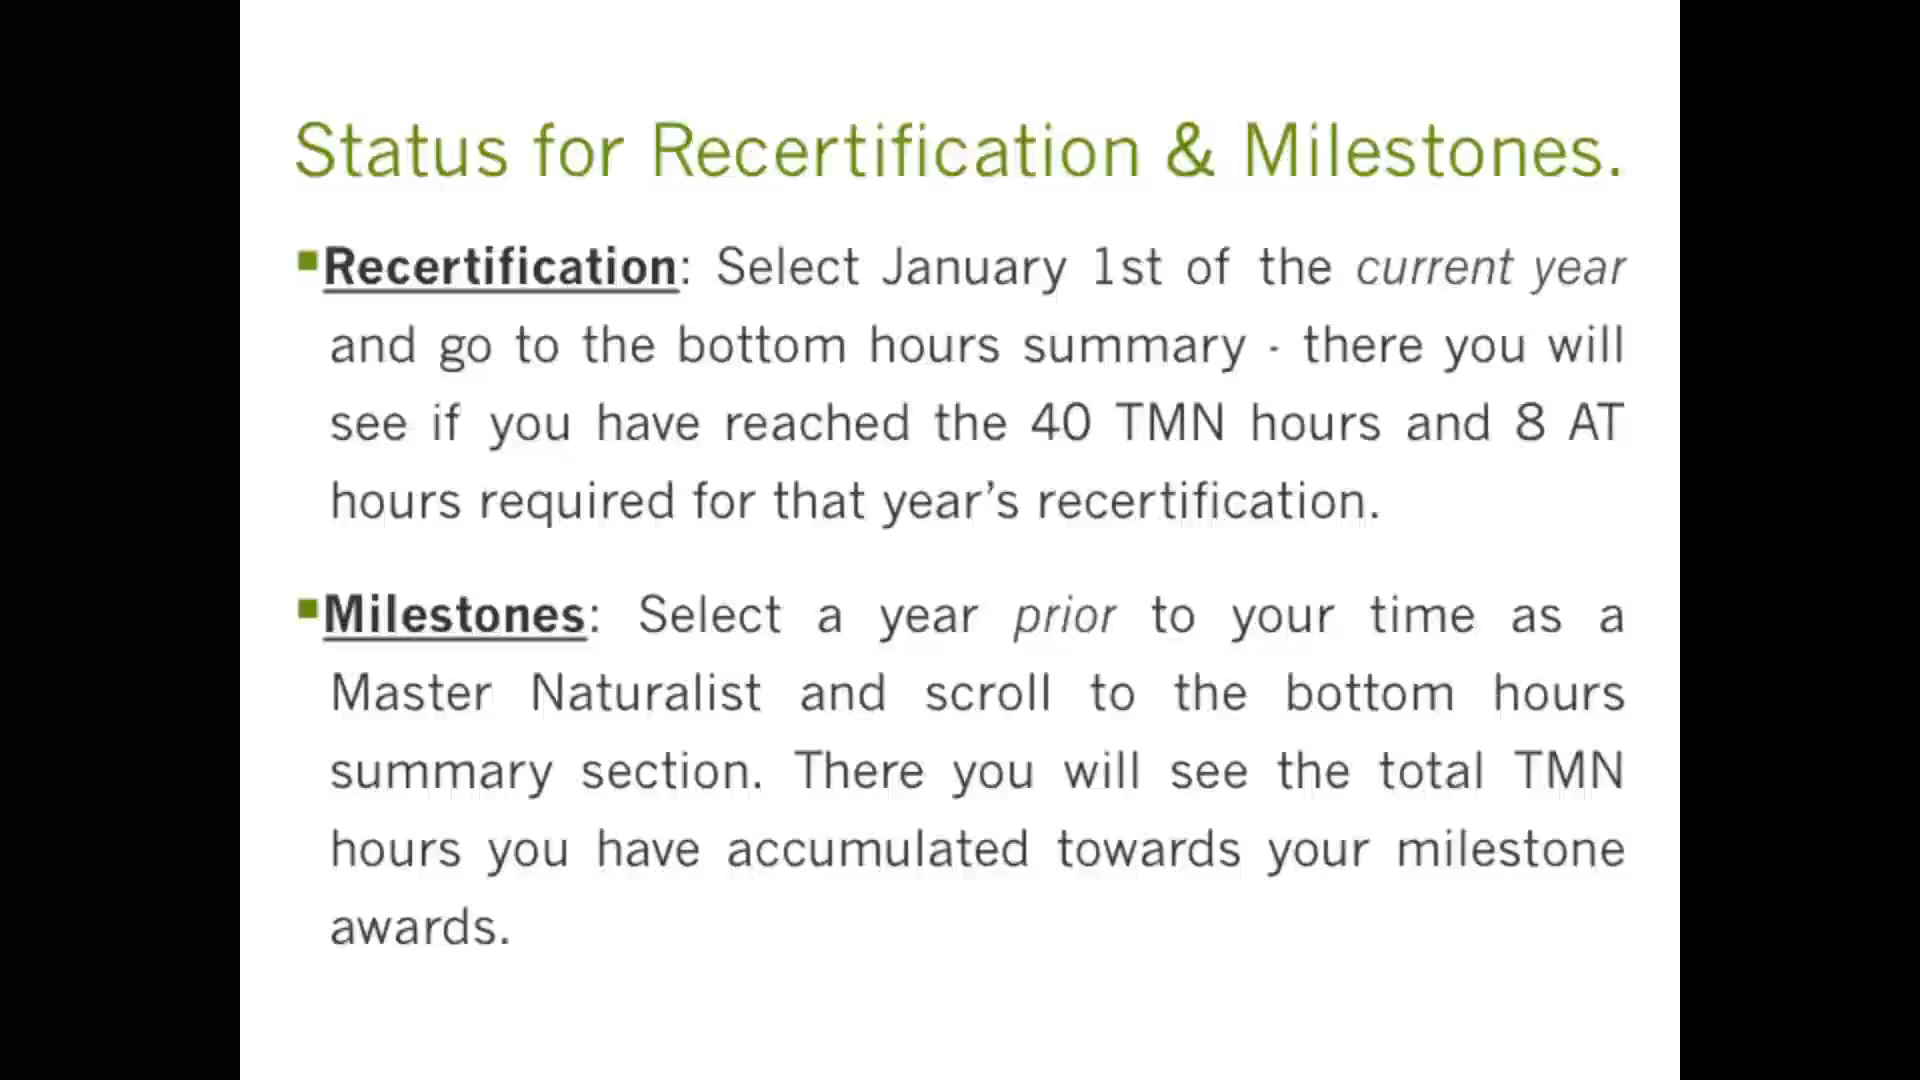 Status for Recertification & Milestones.
▪Recertification: Select January 1st of the current year
and go to the bottom hours summary - there you will
see if you have reached the 40 TMN hours and 8 AT
hours required for that year’s recertification.
▪Milestones: Select a year prior to your time as a
Master Naturalist and scroll to the bottom hours
summary section. There you will see the total TMN
hours you have accumulated towards your milestone
awards.